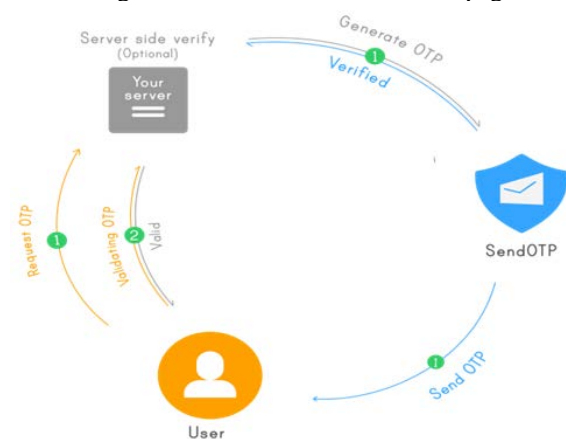 Server side verify
(Optional)
Your
server
Generate OTP
1
Verified
SendOTP
Request OTP
1
Validating OTP
2
Valid
1
Send OTP
User